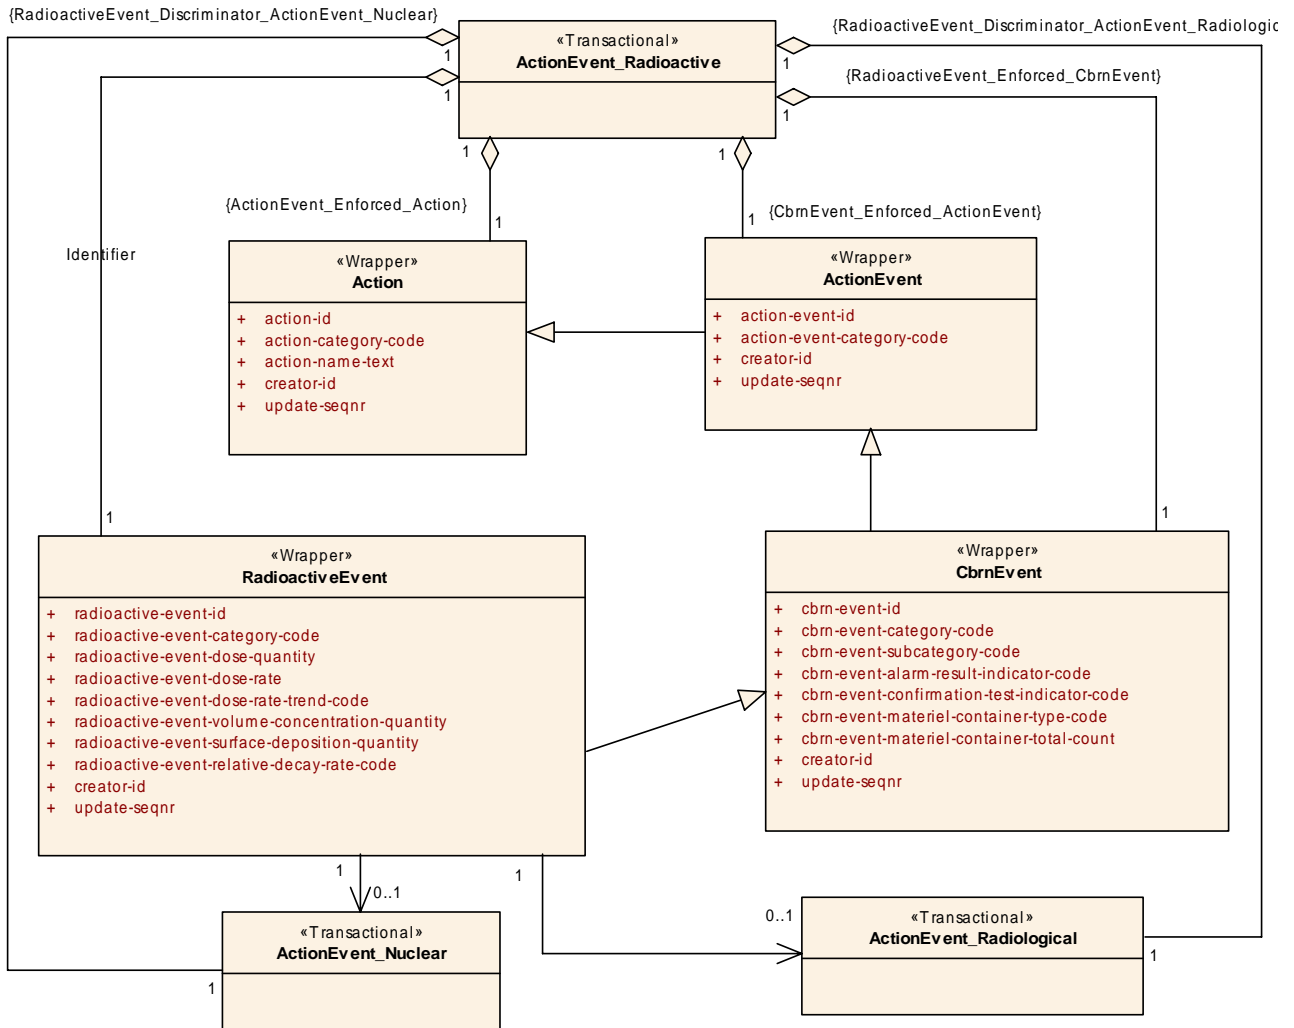 {RadioactiveEvent_Discriminator_ActionEvent_Nuclear}
{RadioactiveEvent_Discriminator_ActionEvent_Radiologic
«Transactional»
ActionEvent_Radioactive
1
1
1
1
{RadioactiveEvent_Enforced_CbrnEvent}
1
1
{ActionEvent_Enforced_Action}
1
{CbrnEvent_Enforced_ActionEvent}
1
Identifier
«Wrapper»
Action
+ action-id
+ action-category-code
+ action-name-text
+ creator-id
+ update-seqnr
«Wrapper»
ActionEvent
+ action-event-id
+ action-event-category-code
+ creator-id
+ update-seqnr
1
1
«Wrapper»
RadioactiveEvent
+ radioactive-event-id
+ radioactive-event-category-code
+ radioactive-event-dose-quantity
+ radioactive-event-dose-rate
+ radioactive-event-dose-rate-trend-code
+ radioactive-event-volume-concentration-quantity
+ radioactive-event-surface-deposition-quantity
+ radioactive-event-relative-decay-rate-code
+ creator-id
+ update-seqnr
«Wrapper»
CbrnEvent
+ cbrn-event-id
+ cbrn-event-category-code
+ cbrn-event-subcategory-code
+ cbrn-event-alarm-result-indicator-code
+ cbrn-event-confirmation-test-indicator-code
+ cbrn-event-materiel-container-type-code
+ cbrn-event-materiel-container-total-count
+ creator-id
+ update-seqnr
1
0..1
1
0..1
«Transactional»
ActionEvent_Nuclear
1
«Transactional»
ActionEvent_Radiological
1